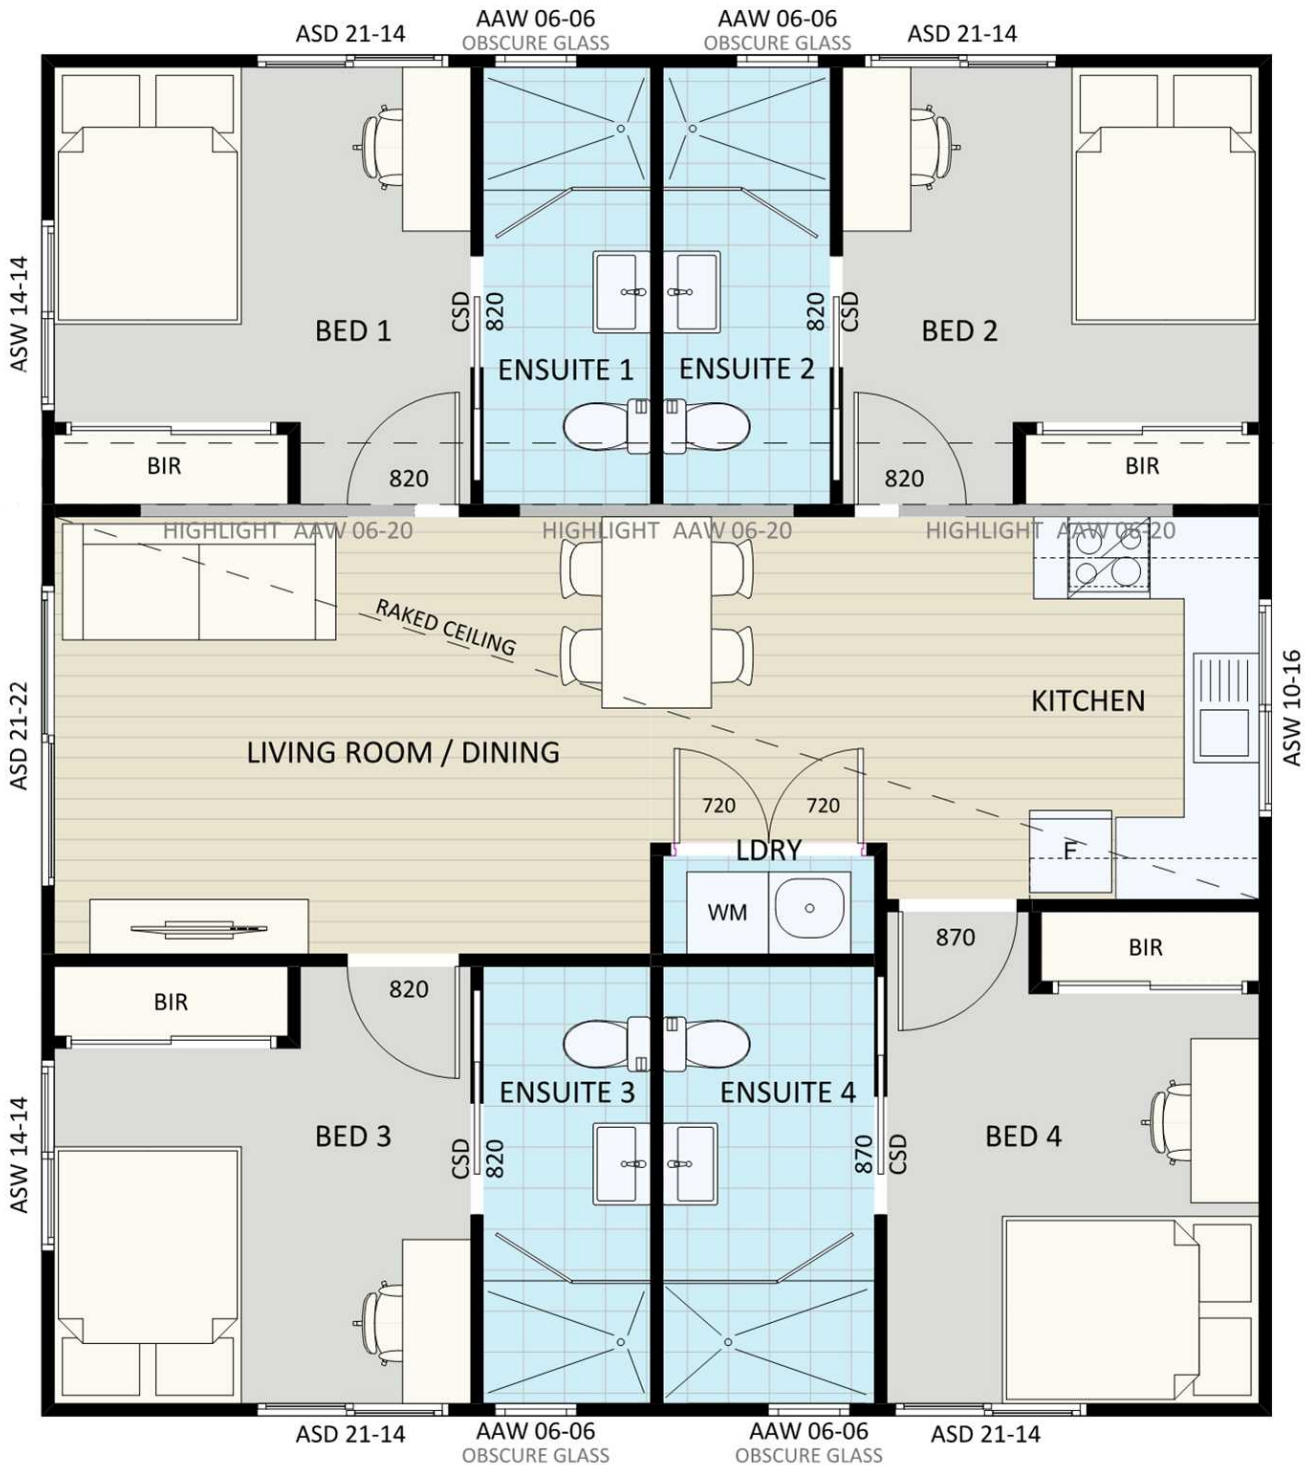 ASD 21-14
AAW 06-06
OBSCURE GLASS
AAW 06-06
OBSCURE GLASS
ASD 21-14
ASW 14-14
BED 1
CSD
820
ENSUITE 1
ENSUITE 2
820
CSD
BED 2
BIR
820
820
BIR
HIGHLIGHT AAW 06-20
HIGHLIGHT AAW 06-20
HIGHLIGHT AAW 06-20
RAKED CEILING
ASD 21-22
LIVING ROOM / DINING
KITCHEN
ASW 10-16
720
720
LDRY
F
WM
870
BIR
BIR
820
ASW 14-14
BED 3
CSD
820
ENSUITE 3
ENSUITE 4
870
CSD
BED 4
ASD 21-14
AAW 06-06
OBSCURE GLASS
AAW 06-06
OBSCURE GLASS
ASD 21-14